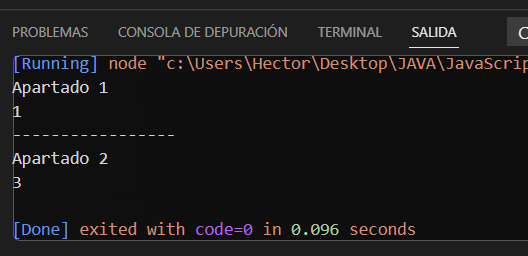 PROBLEMAS CONSOLA DE DEPURACIÓN TERMINAL SALIDA
[Running] node "c:\Users\Hector\Desktop\JAVA\JavaScrip
Apartado 1
1
-----------------
Apartado 2
3
[Done] exited with code=0 in 0.096 seconds